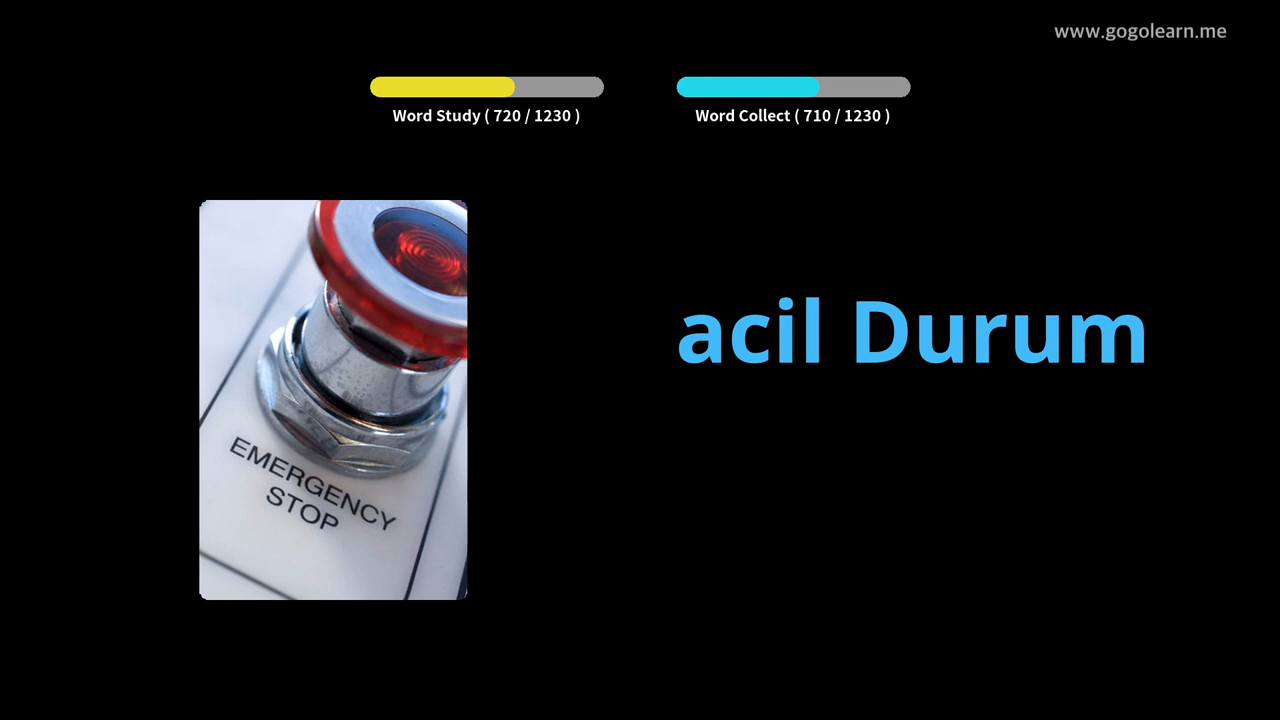 www.gogolearn.me
Word Study ( 720 / 1230 )
Word Collect ( 710 / 1230 )
acil Durum
EMERGENCY
STOP